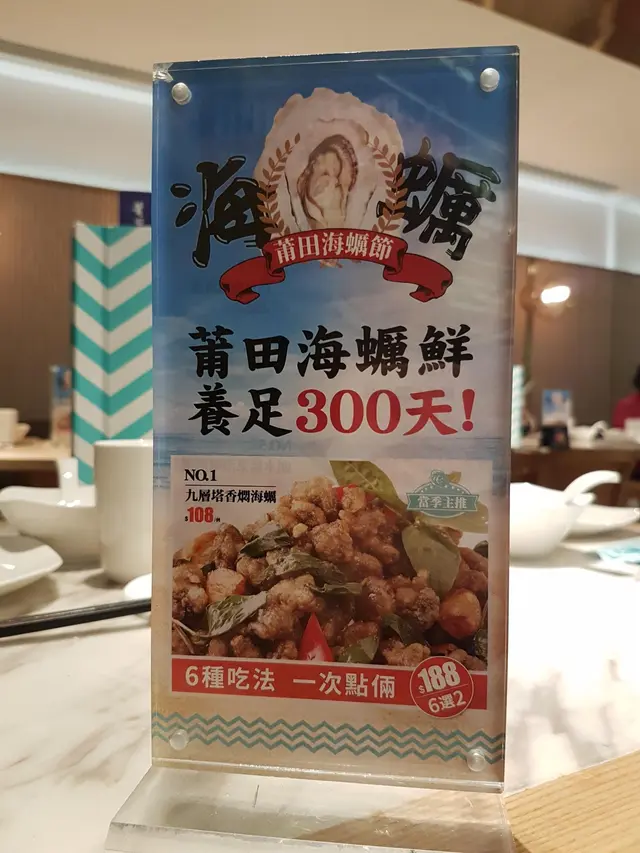 海蠣
莆田海蠣節
莆田海蠣鮮
養足300天!
NO.1
九層塔香燜海蠣
$108/例
當季主推
6種吃法 一次點倆
$188
6選2